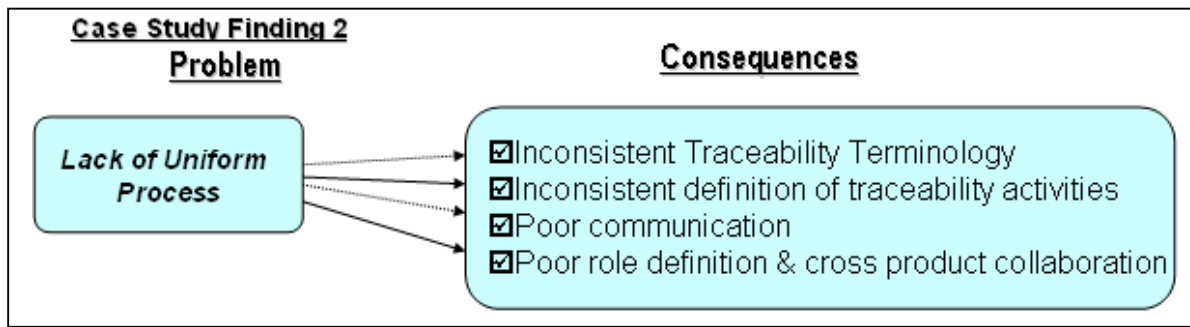 Case Study Finding 2
Problem
Consequences
Lack of Uniform
Process
☑Inconsistent Traceability Terminology
☑Inconsistent definition of traceability activities
☑Poor communication
☑Poor role definition & cross product collaboration